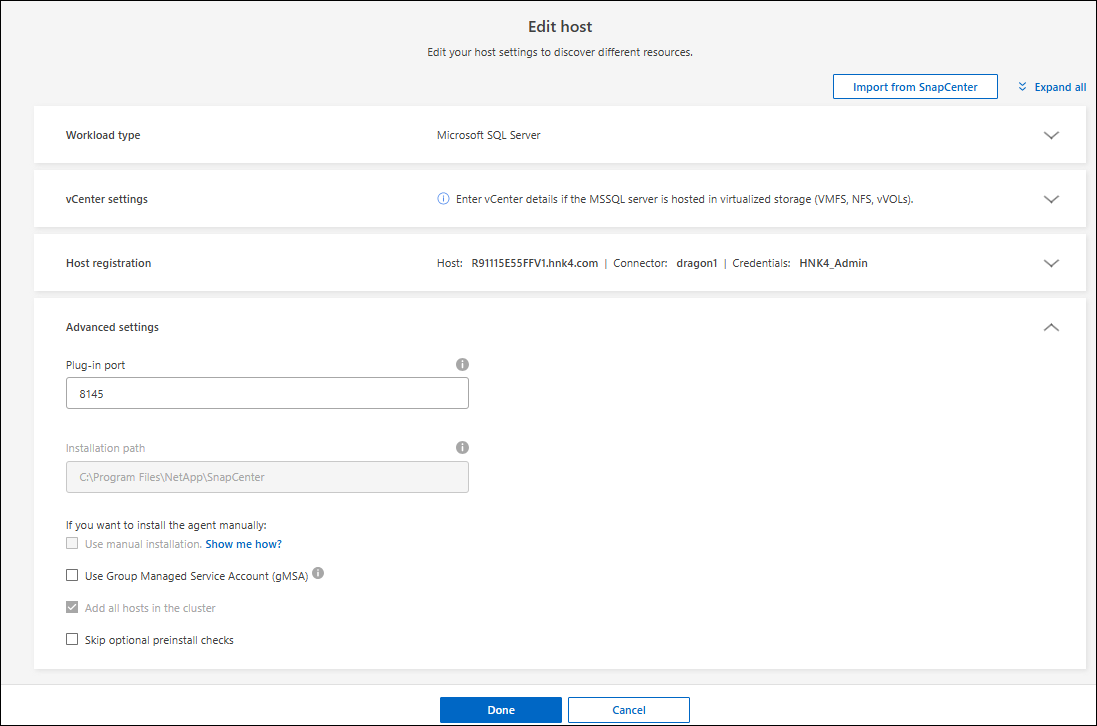 Edit host
Edit your host settings to discover different resources.
Import from SnapCenter
Expand all
Workload type
Microsoft SQL Server
vCenter settings
Enter vCenter details if the MSSQL server is hosted in virtualized storage (VMFS, NFS, vVOLs).
Host registration
Host: R91115E55FFV1.hnk4.com | Connector: dragon1 | Credentials: HNK4_Admin
Advanced settings
Plug-in port
8145
Installation path
C:\Program Files\NetApp\SnapCenter
If you want to install the agent manually:
Use manual installation. Show me how?
Use Group Managed Service Account (gMSA)
Add all hosts in the cluster
Skip optional preinstall checks
Done
Cancel